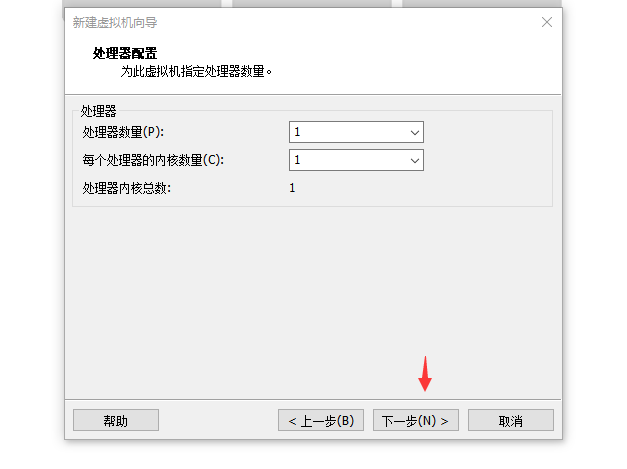 新建虚拟机向导
处理器配置
为此虚拟机指定处理器数量。
处理器
处理器数量(P): 1
每个处理器的内核数量(C): 1
处理器内核总数: 1
帮助 < 上一步(B) 下一步(N) > 取消